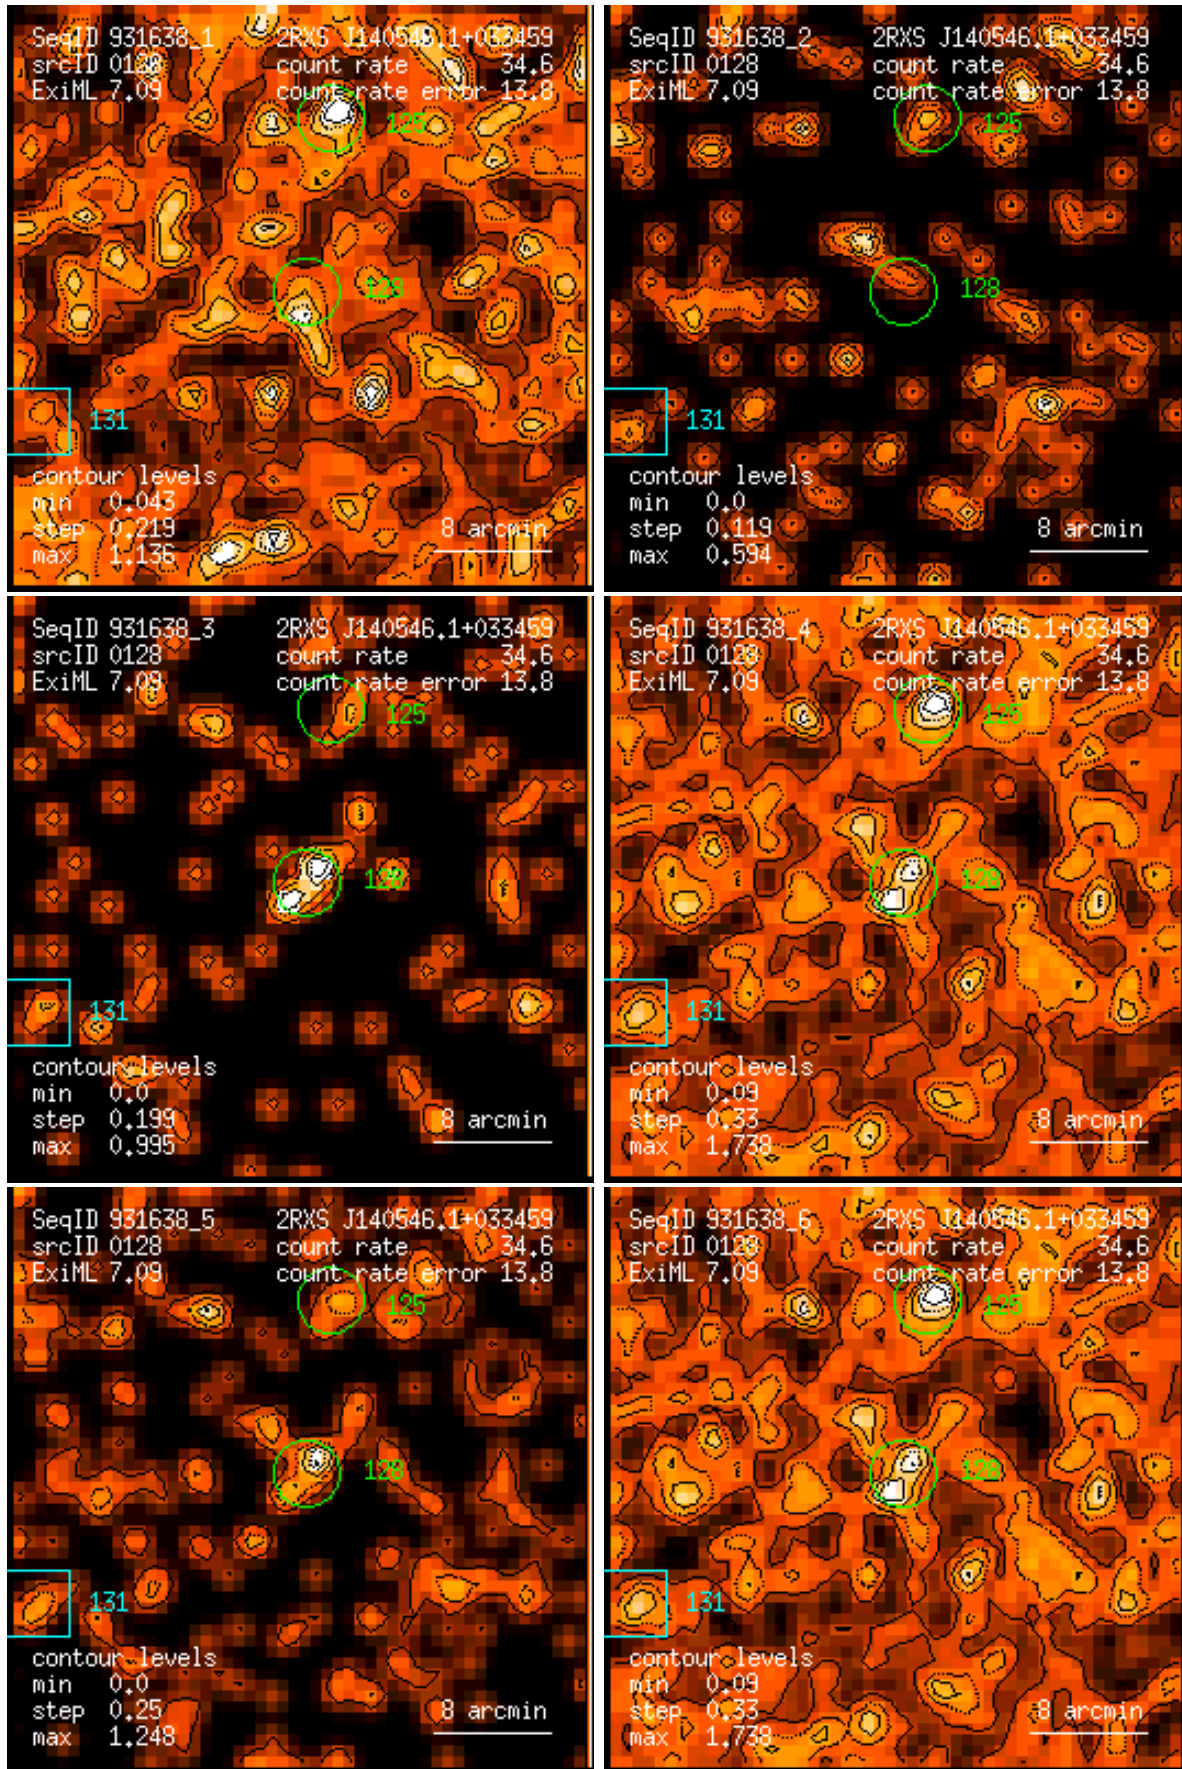 SeqID 931638_1 2RXS J140546.1+033459
srcID 0128 count rate 34.6
ExiML 7.09 count rate error 13.8
125
128
131
contour levels
min 0.043
step 0.219 8 arcmin
max 1.136
SeqID 931638_2 2RXS J140546.1+033459
srcID 0128 count rate 34.6
ExiML 7.09 count rate error 13.8
125
128
131
contour levels
min 0.0
step 0.119 8 arcmin
max 0.594
SeqID 931638_3 2RXS J140546.1+033459
srcID 0128 count rate 34.6
ExiML 7.09 count rate error 13.8
125
128
131
contour levels
min 0.0
step 0.199 8 arcmin
max 0.995
SeqID 931638_4 2RXS J140546.1+033459
srcID 0128 count rate 34.6
ExiML 7.09 count rate error 13.8
125
128
131
contour levels
min 0.09
step 0.33 8 arcmin
max 1.738
SeqID 931638_5 2RXS J140546.1+033459
srcID 0128 count rate 34.6
ExiML 7.09 count rate error 13.8
125
128
131
contour levels
min 0.0
step 0.25 8 arcmin
max 1.248
SeqID 931638_6 2RXS J140546.1+033459
srcID 0128 count rate 34.6
ExiML 7.09 count rate error 13.8
125
128
131
contour levels
min 0.09
step 0.33 8 arcmin
max 1.738